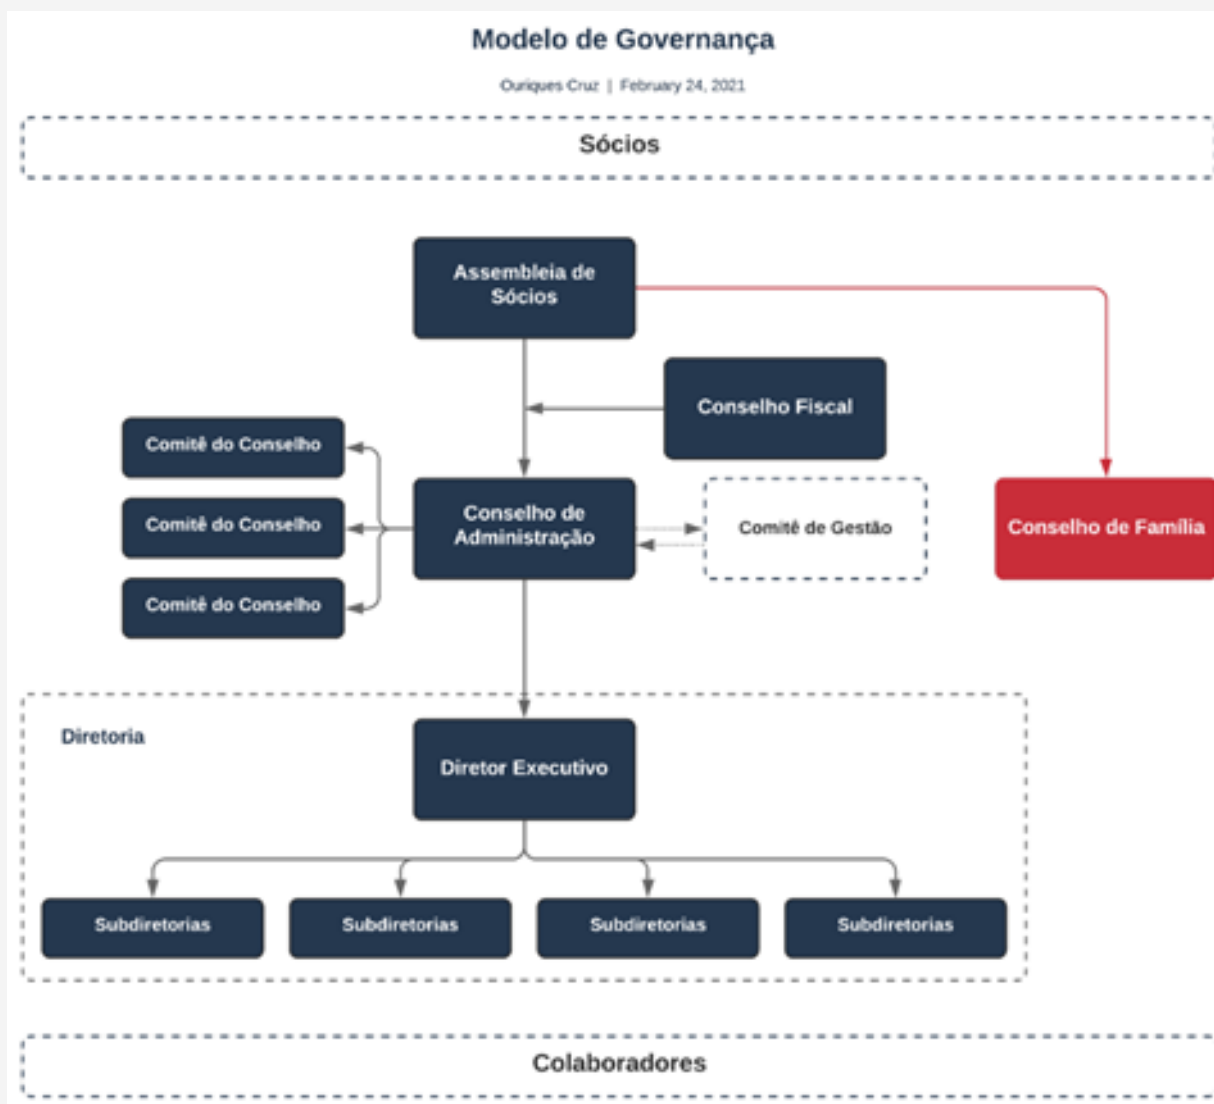 Modelo de Governança
Ouriques Cruz | February 24, 2021
Sócios
Assembleia de
Sócios
Conselho Fiscal
Comitê do Conselho
Comitê do Conselho
Comitê do Conselho
Conselho de
Administração
Comitê de Gestão
Conselho de Família
Diretoria
Diretor Executivo
Subdiretorias
Subdiretorias
Subdiretorias
Subdiretorias
Colaboradores